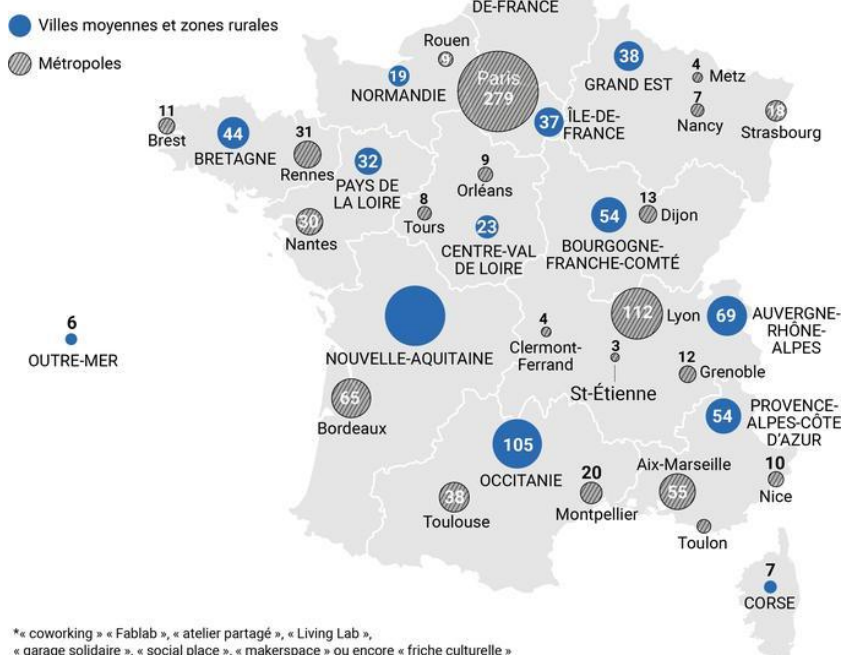 DE-FRANCE
Villes moyennes et zones rurales
Métropoles
Rouen
9
19
NORMANDIE
Paris
279
38
GRAND EST
4
Metz
7
Nancy
18
Strasbourg
37
ÎLE-DE-
FRANCE
11
Brest
44
BRETAGNE
31
Rennes
32
PAYS DE
LA LOIRE
30
Nantes
9
Orléans
8
Tours
23
CENTRE-VAL
DE LOIRE
13
Dijon
54
BOURGOGNE-
FRANCHE-COMTÉ
6
OUTRE-MER
NOUVELLE-AQUITAINE
4
Clermont-
Ferrand
112
Lyon
69
AUVERGNE-
RHÔNE-
ALPES
3
St-Étienne
12
Grenoble
65
Bordeaux
54
PROVENCE-
ALPES-CÔTE
D’AZUR
105
OCCITANIE
38
Toulouse
20
Montpellier
Aix-Marseille
55
10
Nice
Toulon
7
CORSE
*« coworking » « Fablab », « atelier partagé », « Living Lab »,
« garage solidaire », « social place », « makerspace » ou encore « friche culturelle »